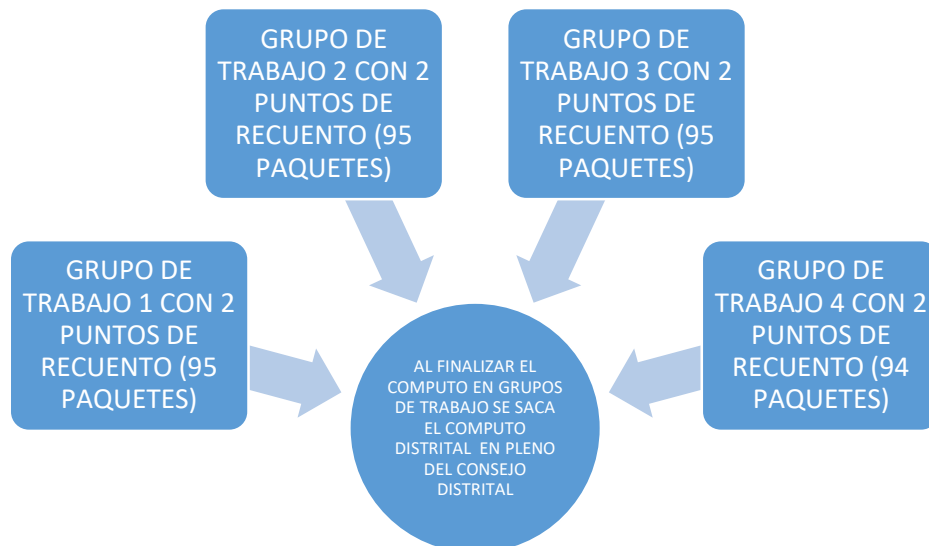 GRUPO DE
TRABAJO 2 CON 2
PUNTOS DE
RECUENTO (95
PAQUETES)
GRUPO DE
TRABAJO 3 CON 2
PUNTOS DE
RECUENTO (95
PAQUETES)
GRUPO DE
TRABAJO 1 CON 2
PUNTOS DE
RECUENTO (95
PAQUETES)
GRUPO DE
TRABAJO 4 CON 2
PUNTOS DE
RECUENTO (94
PAQUETES)
AL FINALIZAR EL
COMPUTO EN GRUPOS
DE TRABAJO SE SACA
EL COMPUTO
DISTRITAL EN PLENO
DEL CONSEJO
DISTRITAL